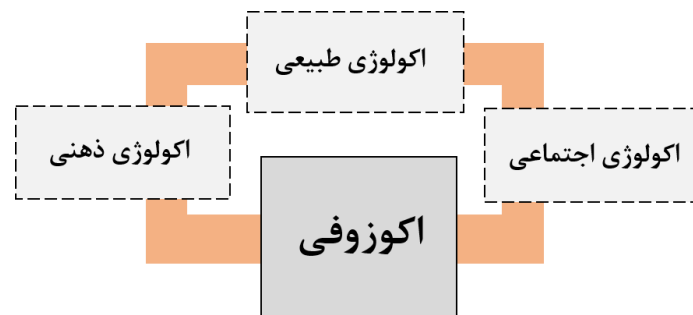 اکولوژی طبیعی
اکولوژی اجتماعی
اکولوژی ذهنی
اکوزوفی